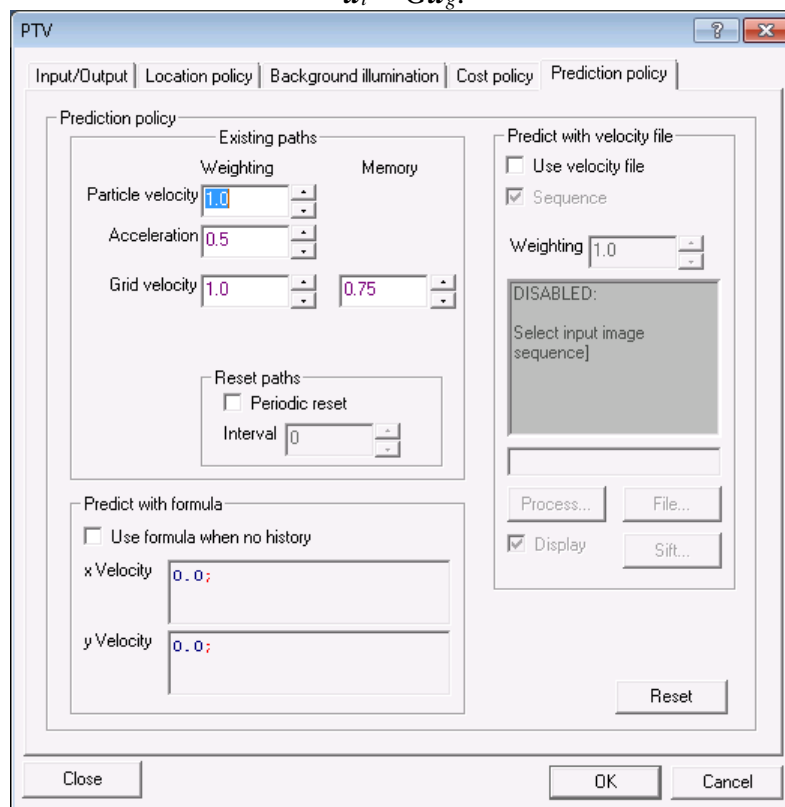 PTV
Input/Output Location policy Background illumination Cost policy Prediction policy
Prediction policy
Existing paths
Weighting Memory
Particle velocity 1.0
Acceleration 0.5
Grid velocity 1.0 0.75
Reset paths
Periodic reset
Interval 0
Predict with formula
Use formula when no history
x Velocity 0.0;
y Velocity 0.0;
Predict with velocity file
Use velocity file
Sequence
Weighting 1.0
DISABLED:
Select input image
sequence]
Process... File...
Display Sift...
Reset
Close OK Cancel